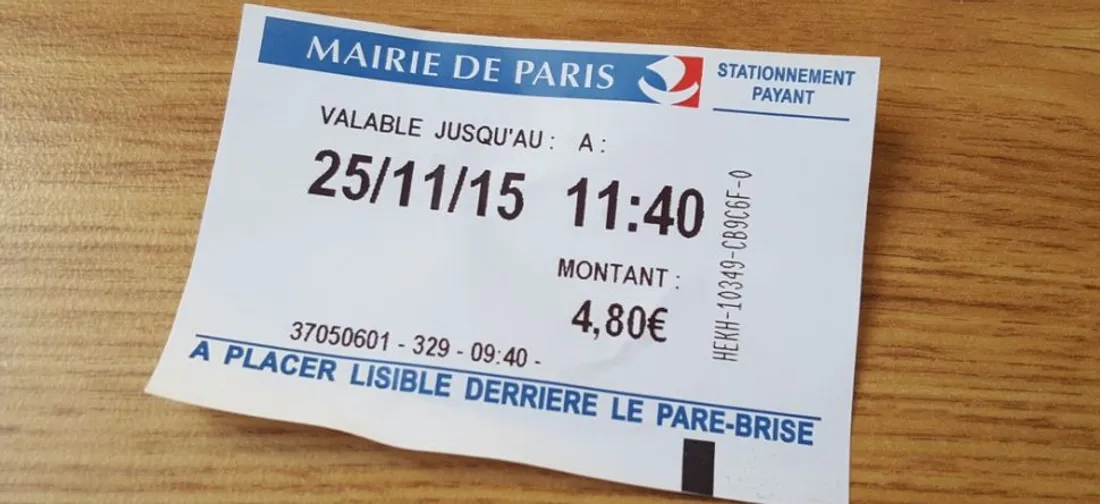 MAIRIE DE PARIS
STATIONNEMENT
PAYANT
VALABLE JUSQU'AU : A :
25/11/15 11:40
MONTANT :
4,80€
37050601 - 329 - 09:40 -
HEKH-10349-CB9C6F-0
A PLACER LISIBLE DERRIERE LE PARE-BRISE